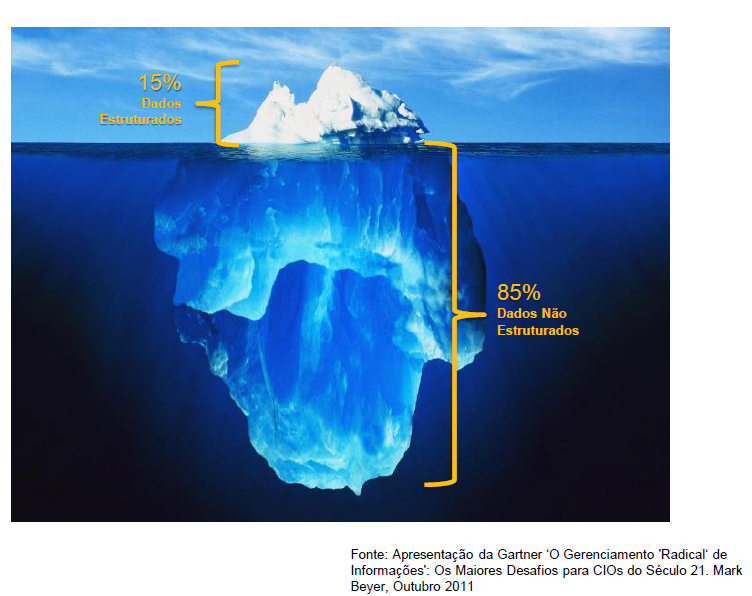 15%
Dados
Estruturados
85%
Dados Não
Estruturados
Fonte: Apresentação da Gartner ‘O Gerenciamento 'Radical‘ de
Informações': Os Maiores Desafios para CIOs do Século 21. Mark
Beyer, Outubro 2011